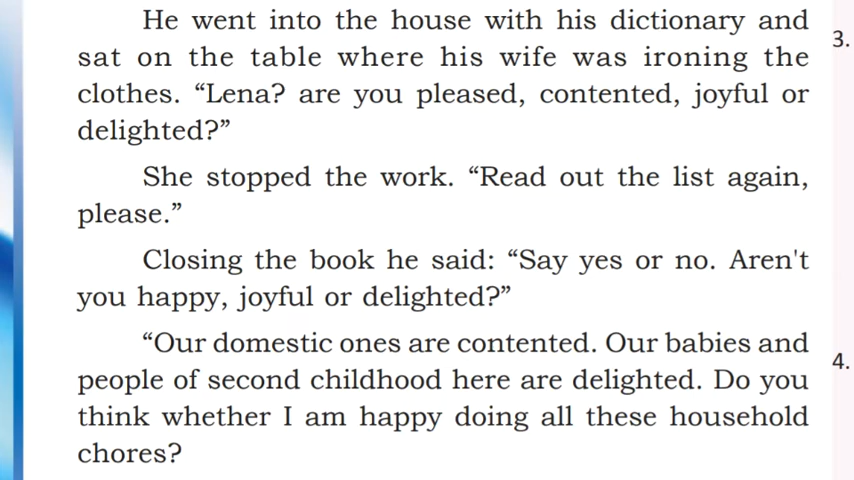 He went into the house with his dictionary and
sat on the table where his wife was ironing the
clothes. “Lena? are you pleased, contented, joyful or
delighted?”
She stopped the work. “Read out the list again,
please.”
Closing the book he said: “Say yes or no. Aren't
you happy, joyful or delighted?”
“Our domestic ones are contented. Our babies and
people of second childhood here are delighted. Do you
think whether I am happy doing all these household
chores?
3.
4.